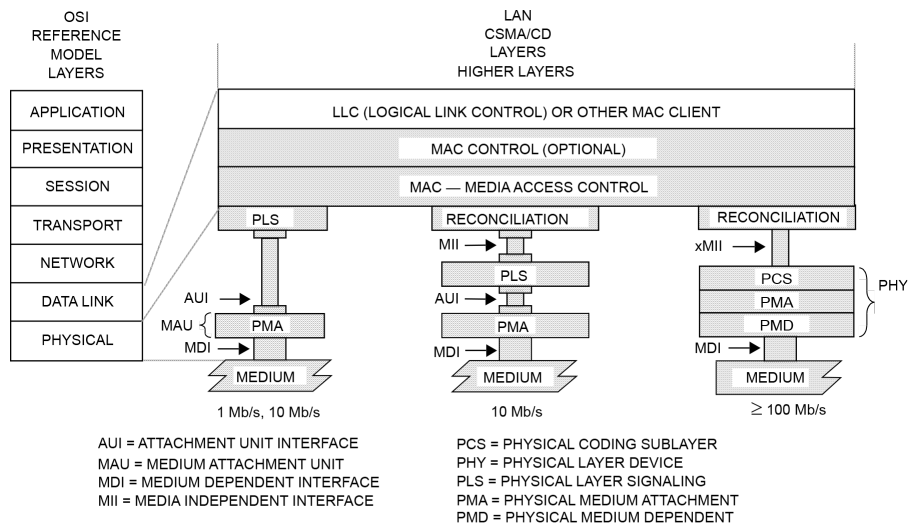 OSI
REFERENCE
MODEL
LAYERS
LAN
CSMA/CD
LAYERS
HIGHER LAYERS
APPLICATION
PRESENTATION
SESSION
TRANSPORT
NETWORK
DATA LINK
PHYSICAL
LLC (LOGICAL LINK CONTROL) OR OTHER MAC CLIENT
MAC CONTROL (OPTIONAL)
MAC — MEDIA ACCESS CONTROL
PLS
AUI
MAU
PMA
MDI
MEDIUM
1 Mb/s, 10 Mb/s
RECONCILIATION
MII
PLS
AUI
PMA
MDI
MEDIUM
10 Mb/s
RECONCILIATION
xMII
PCS
PMA
PMD
PHY
MDI
MEDIUM
≥ 100 Mb/s
AUI = ATTACHMENT UNIT INTERFACE
MAU = MEDIUM ATTACHMENT UNIT
MDI = MEDIUM DEPENDENT INTERFACE
MII = MEDIA INDEPENDENT INTERFACE
PCS = PHYSICAL CODING SUBLAYER
PHY = PHYSICAL LAYER DEVICE
PLS = PHYSICAL LAYER SIGNALING
PMA = PHYSICAL MEDIUM ATTACHMENT
PMD = PHYSICAL MEDIUM DEPENDENT